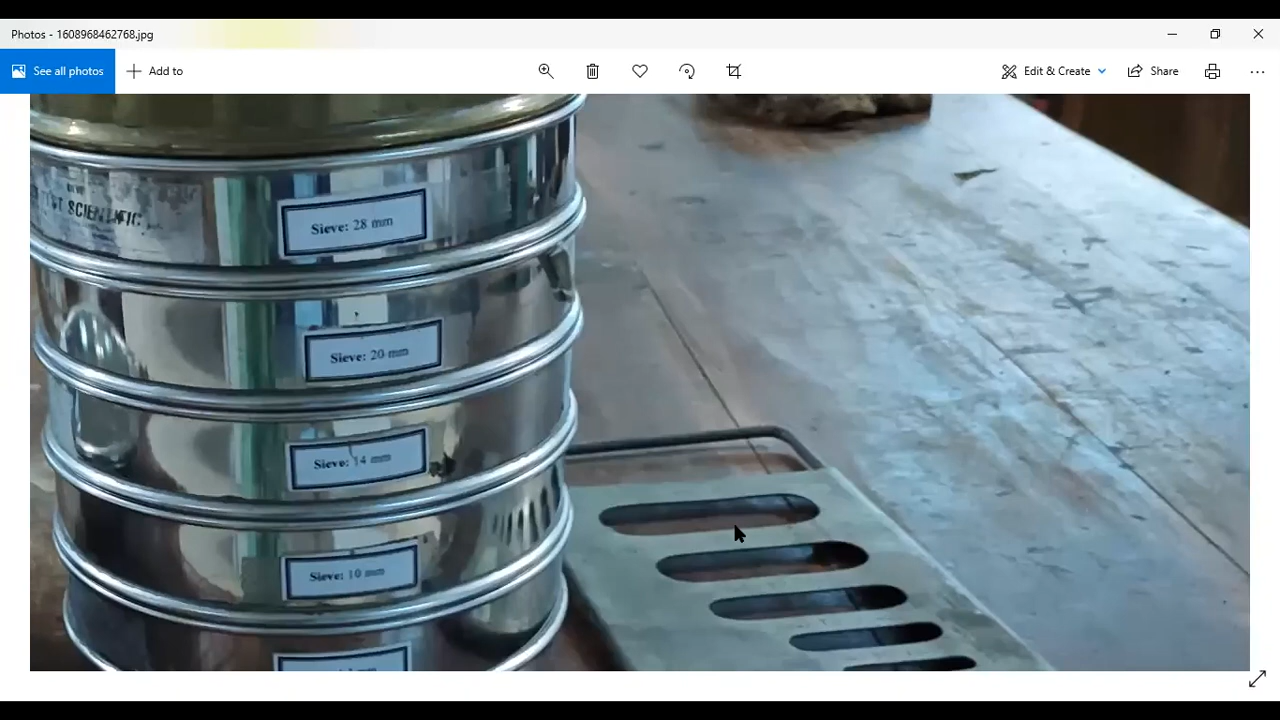 Photos - 1608968462768.jpg
See all photos
Add to
Edit & Create
Share
SCIENTIFIC
Sieve: 28 mm
Sieve: 20 mm
Sieve: 14 mm
Sieve: 10 mm